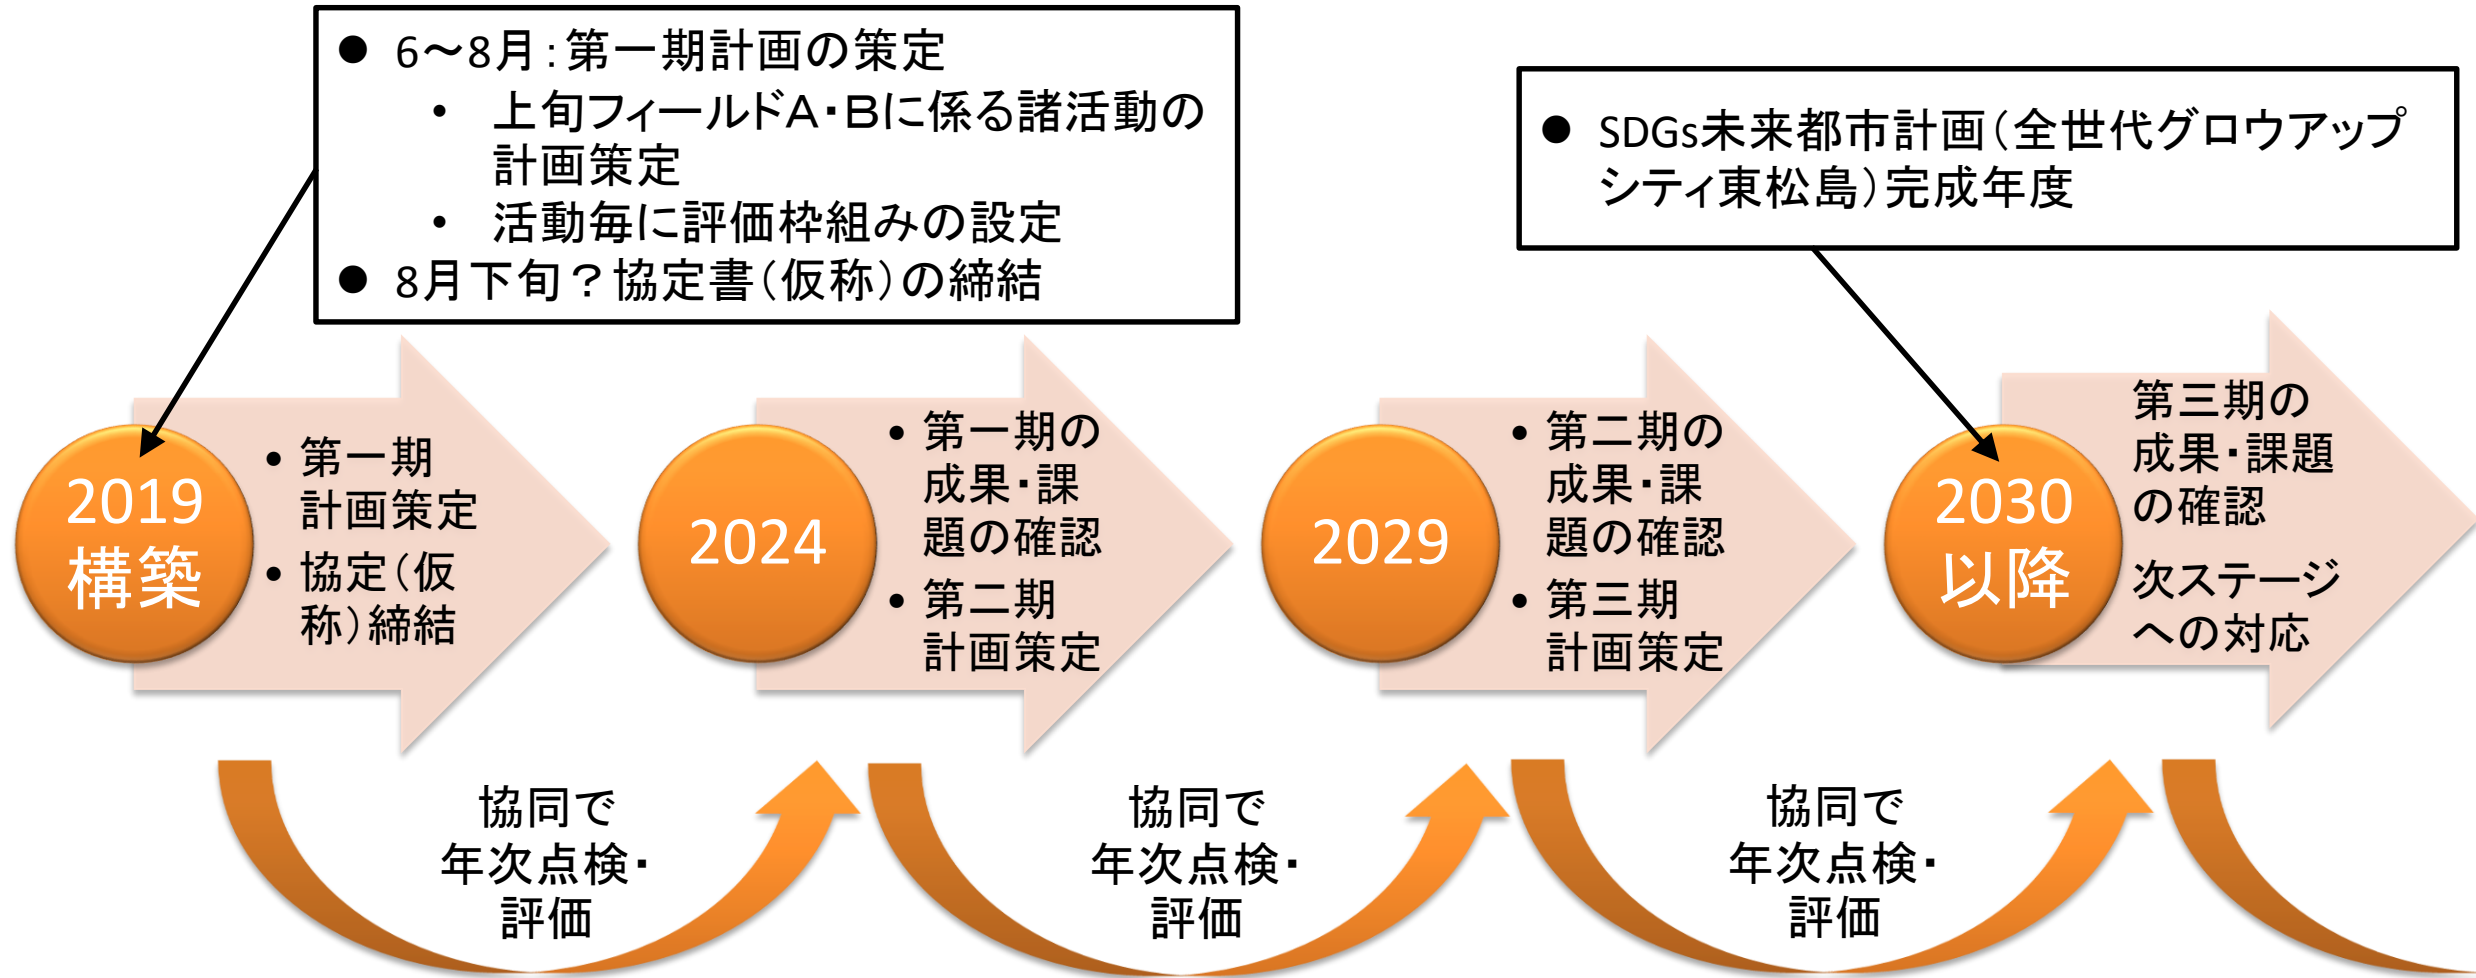 ● 6～8月：第一期計画の策定
• 上旬フィールドA・Bに係る諸活動の
計画策定
• 活動毎に評価枠組みの設定
● 8月下旬？協定書（仮称）の締結
● SDGs未来都市計画（全世代グロウアップ
シティ東松島）完成年度
2019
構築
• 第一期
計画策定
• 協定（仮
称）締結
2024
• 第一期の
成果・課
題の確認
• 第二期
計画策定
2029
• 第二期の
成果・課
題の確認
• 第三期
計画策定
2030
以降
第三期の
成果・課題
の確認
次ステージ
への対応
協同で
年次点検・
評価
協同で
年次点検・
評価
協同で
年次点検・
評価